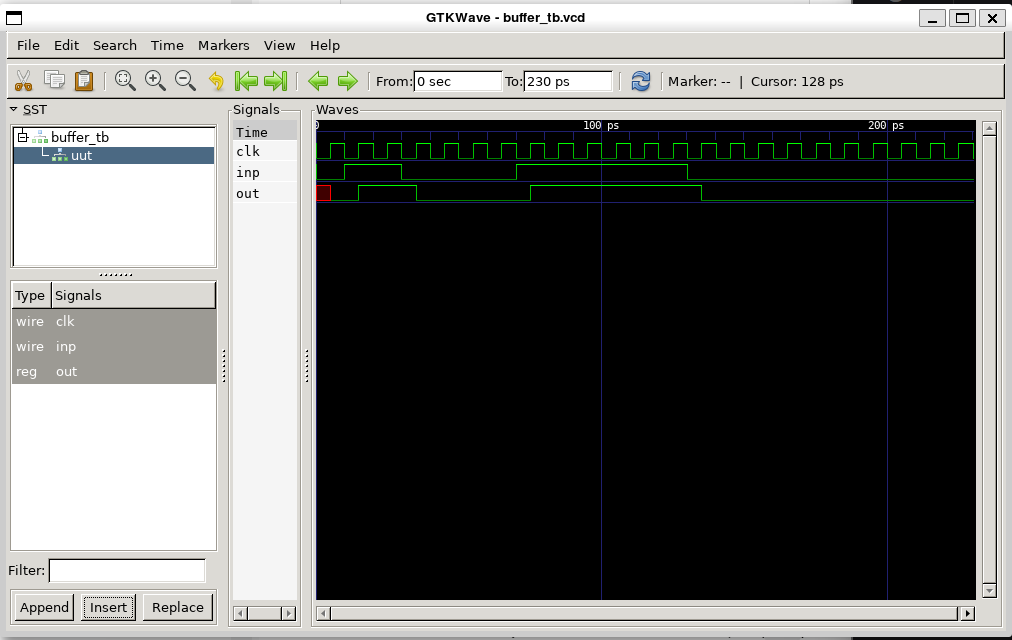 GTKWave - buffer_tb.vcd
File Edit Search Time Markers View Help
From: 0 sec To: 230 ps Marker: -- | Cursor: 128 ps
SST
buffer_tb
uut
Type Signals
wire clk
wire inp
reg out
Filter:
Append Insert Replace
Signals
Time
clk
inp
out
Waves
0 100 ps 200 ps